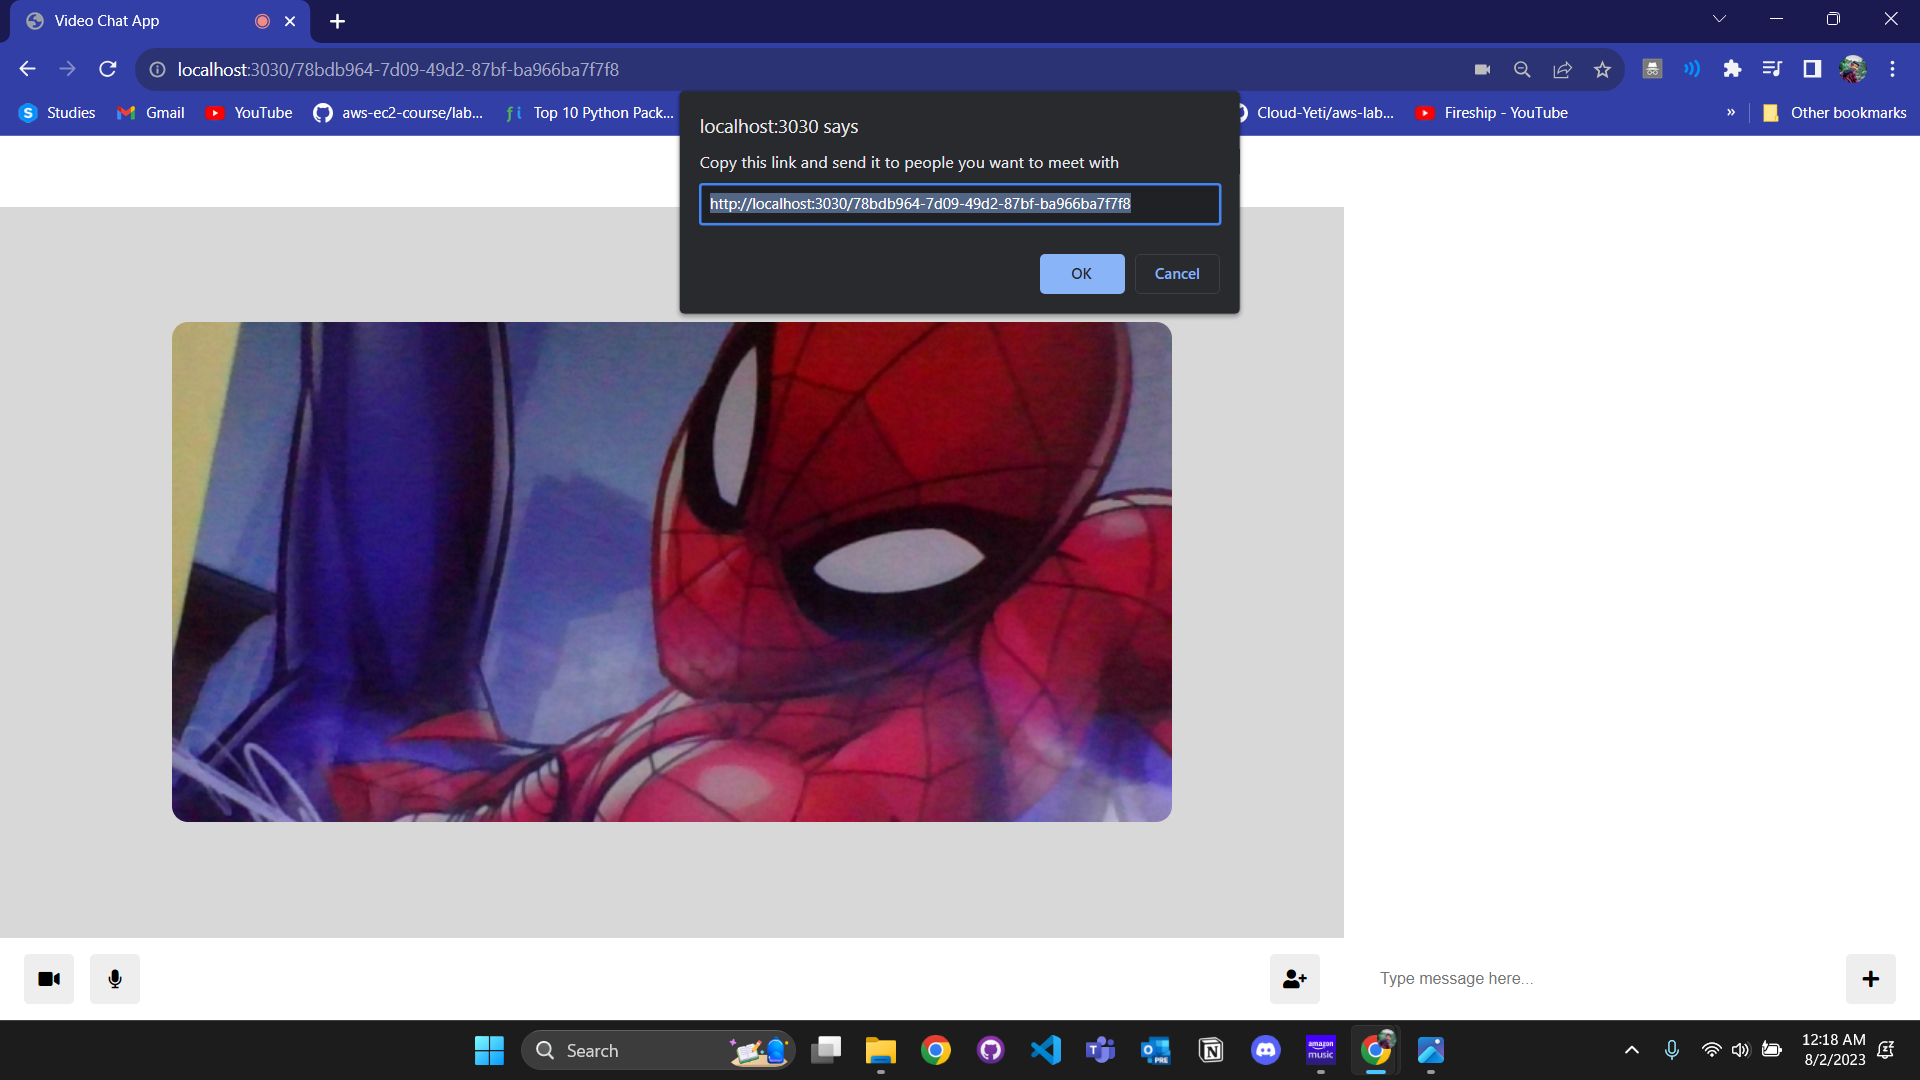 Video Chat App
localhost:3030/78bdb964-7d09-49d2-87bf-ba966ba7f7f8
Studies Gmail YouTube aws-ec2-course/lab... Top 10 Python Pack... Cloud-Yeti/aws-lab... Fireship - YouTube » Other bookmarks
localhost:3030 says
Copy this link and send it to people you want to meet with
http://localhost:3030/78bdb964-7d09-49d2-87bf-ba966ba7f7f8
OK Cancel
Type message here...
Search
PRE
amazon music
12:18 AM
8/2/2023